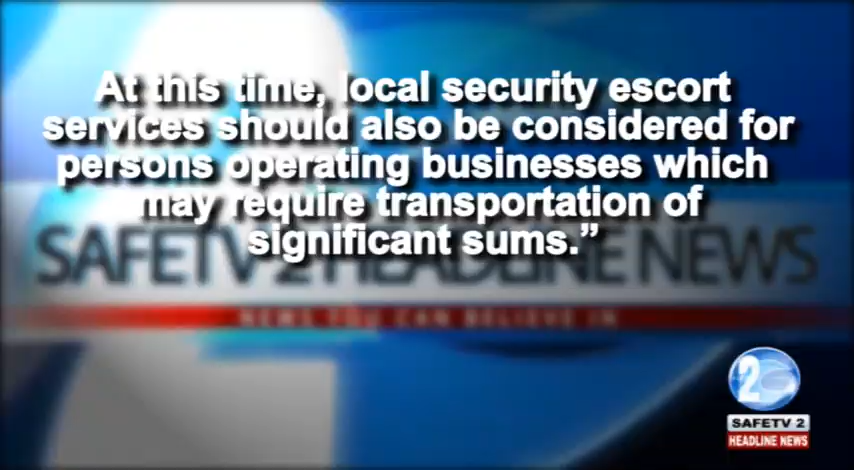 At this time, local security escort
services should also be considered for
persons operating businesses which
may require transportation of
significant sums.”
SAFETV 2 HEADLINE NEWS
NEWS YOU CAN BELIEVE IN
2
SAFETV 2
HEADLINE NEWS